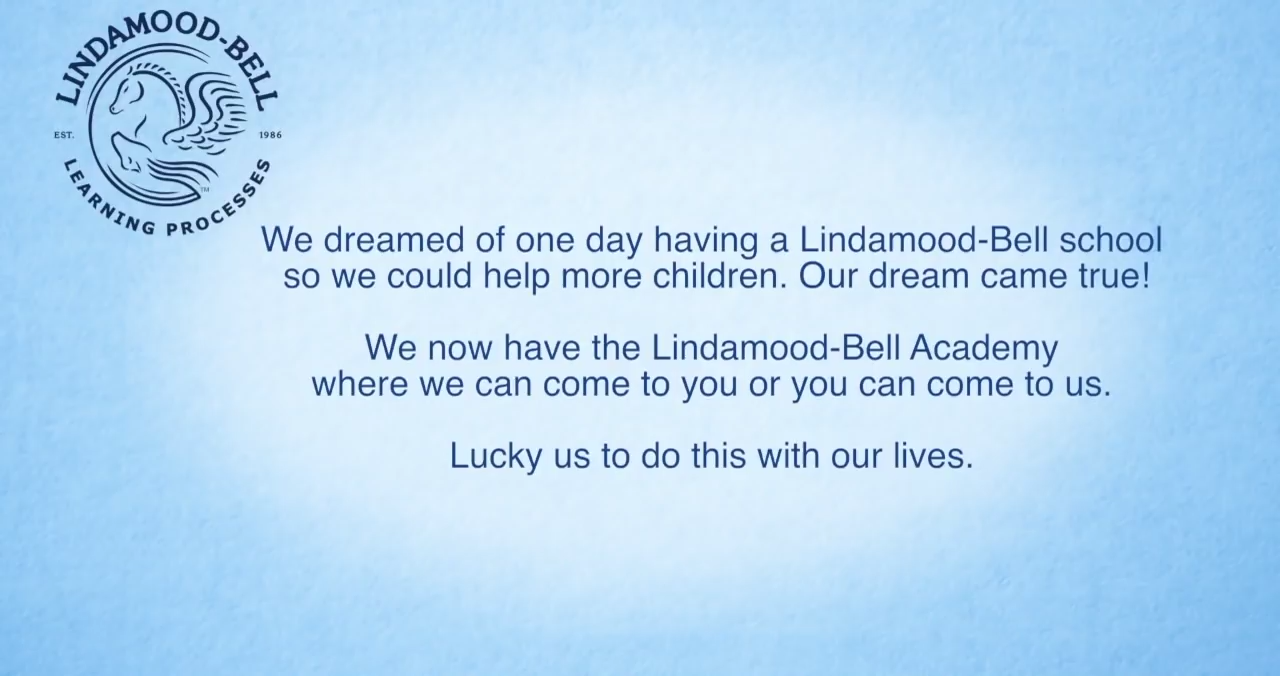 LINDAMOOD-BELL
EST. 1986
LEARNING PROCESSES
TM
We dreamed of one day having a Lindamood-Bell school
so we could help more children. Our dream came true!
We now have the Lindamood-Bell Academy
where we can come to you or you can come to us.
Lucky us to do this with our lives.